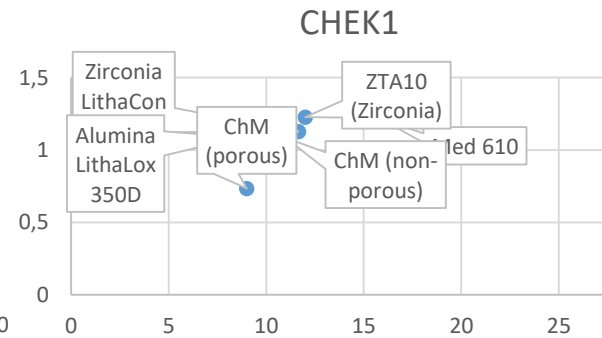 CHEK1
1,5
1
0,5
0
Zirconia
LithaCon
Alumina
LithaLox
350D
ChM
(porous)
ZTA10
(Zirconia)
Med 610
ChM (non-
porous)
0
0
5
10
15
20
25